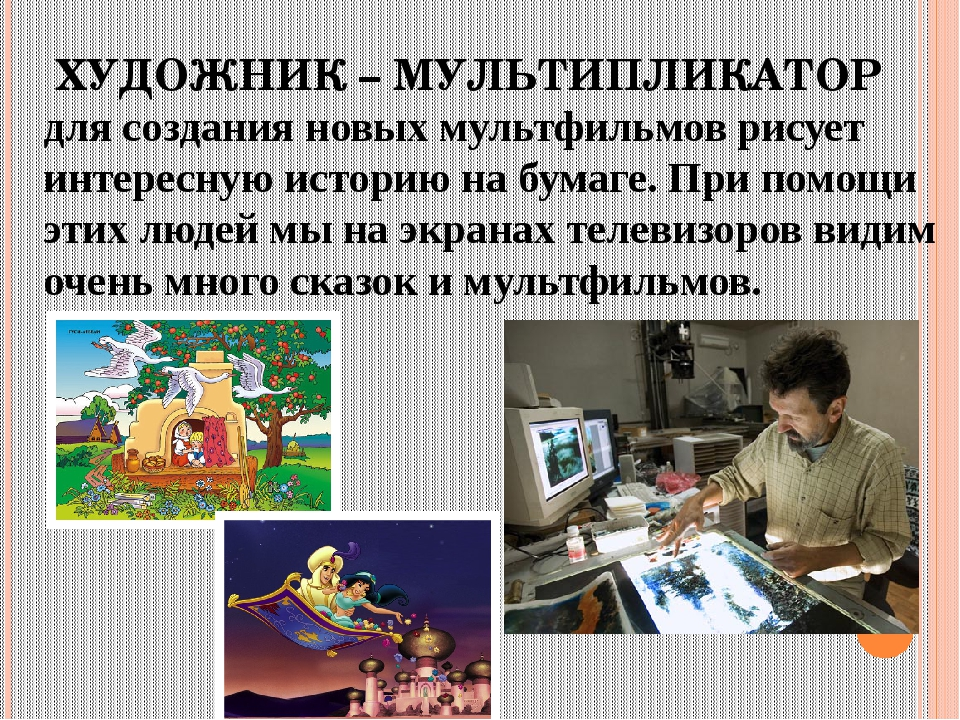 ХУДОЖНИК – МУЛЬТИПЛИКАТОР
для создания новых мультфильмов рисует
интересную историю на бумаге. При помощи
этих людей мы на экранах телевизоров видим
очень много сказок и мультфильмов.